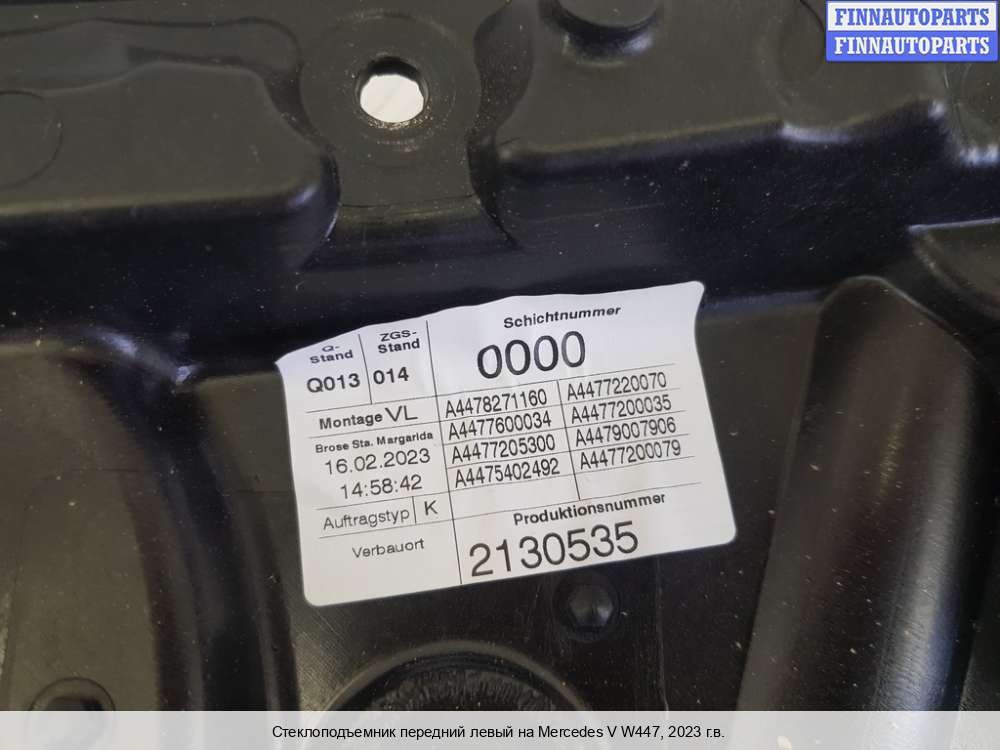 FINNAUTOPARTS
FINNAUTOPARTS
Q-Stand
ZGS-Stand
Schichtnummer
Q013
014
0000
Montage VL
Brose Sta. Margarida
16.02.2023
14:58:42
Auftragstyp K
Verbauort
A4478271160 A4477220070
A4477600034 A4477200035
A4477205300 A4479007906
A4475402492 A4477200079
Produktionsnummer
2130535
Стеклоподъемник передний левый на Mercedes V W447, 2023 г.в.